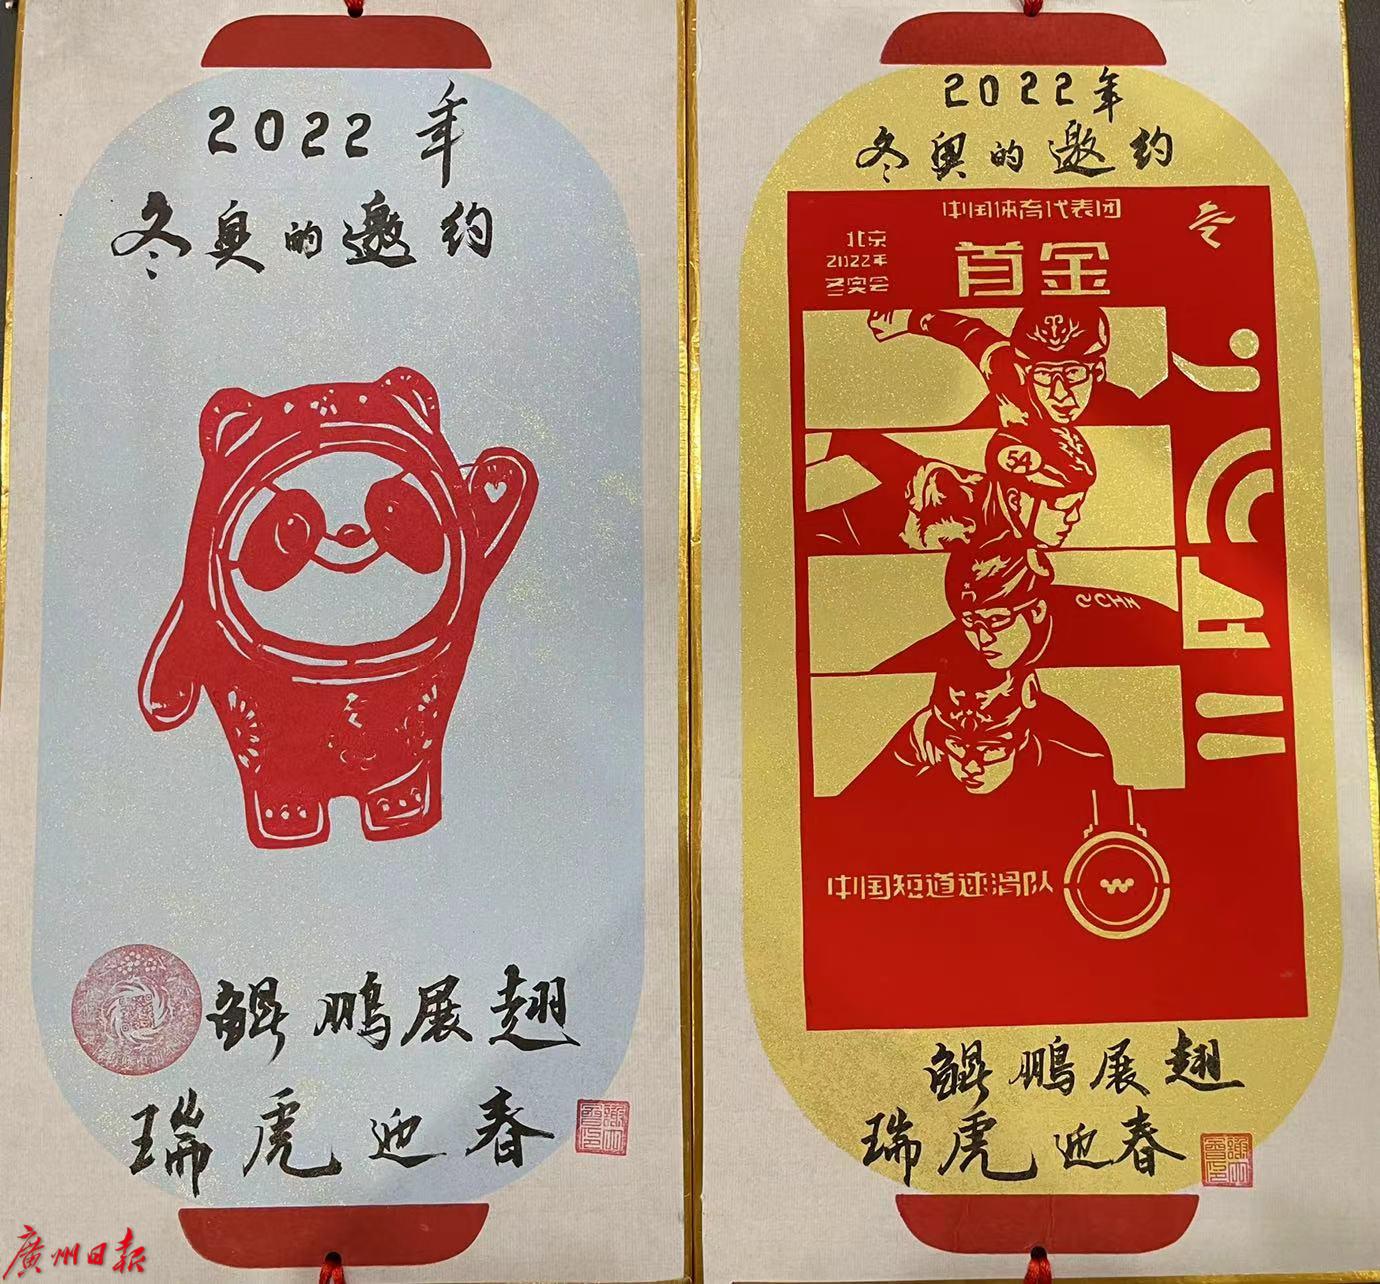 2022年
冬奥的邀约
鲲鹏展翅
瑞虎迎春
廣州日報
2022年
冬奥的邀约
中国体育代表团
北京
2022年
冬奥会
首金
冬
54
CHN
中国短道速滑队
鲲鹏展翅
瑞虎迎春